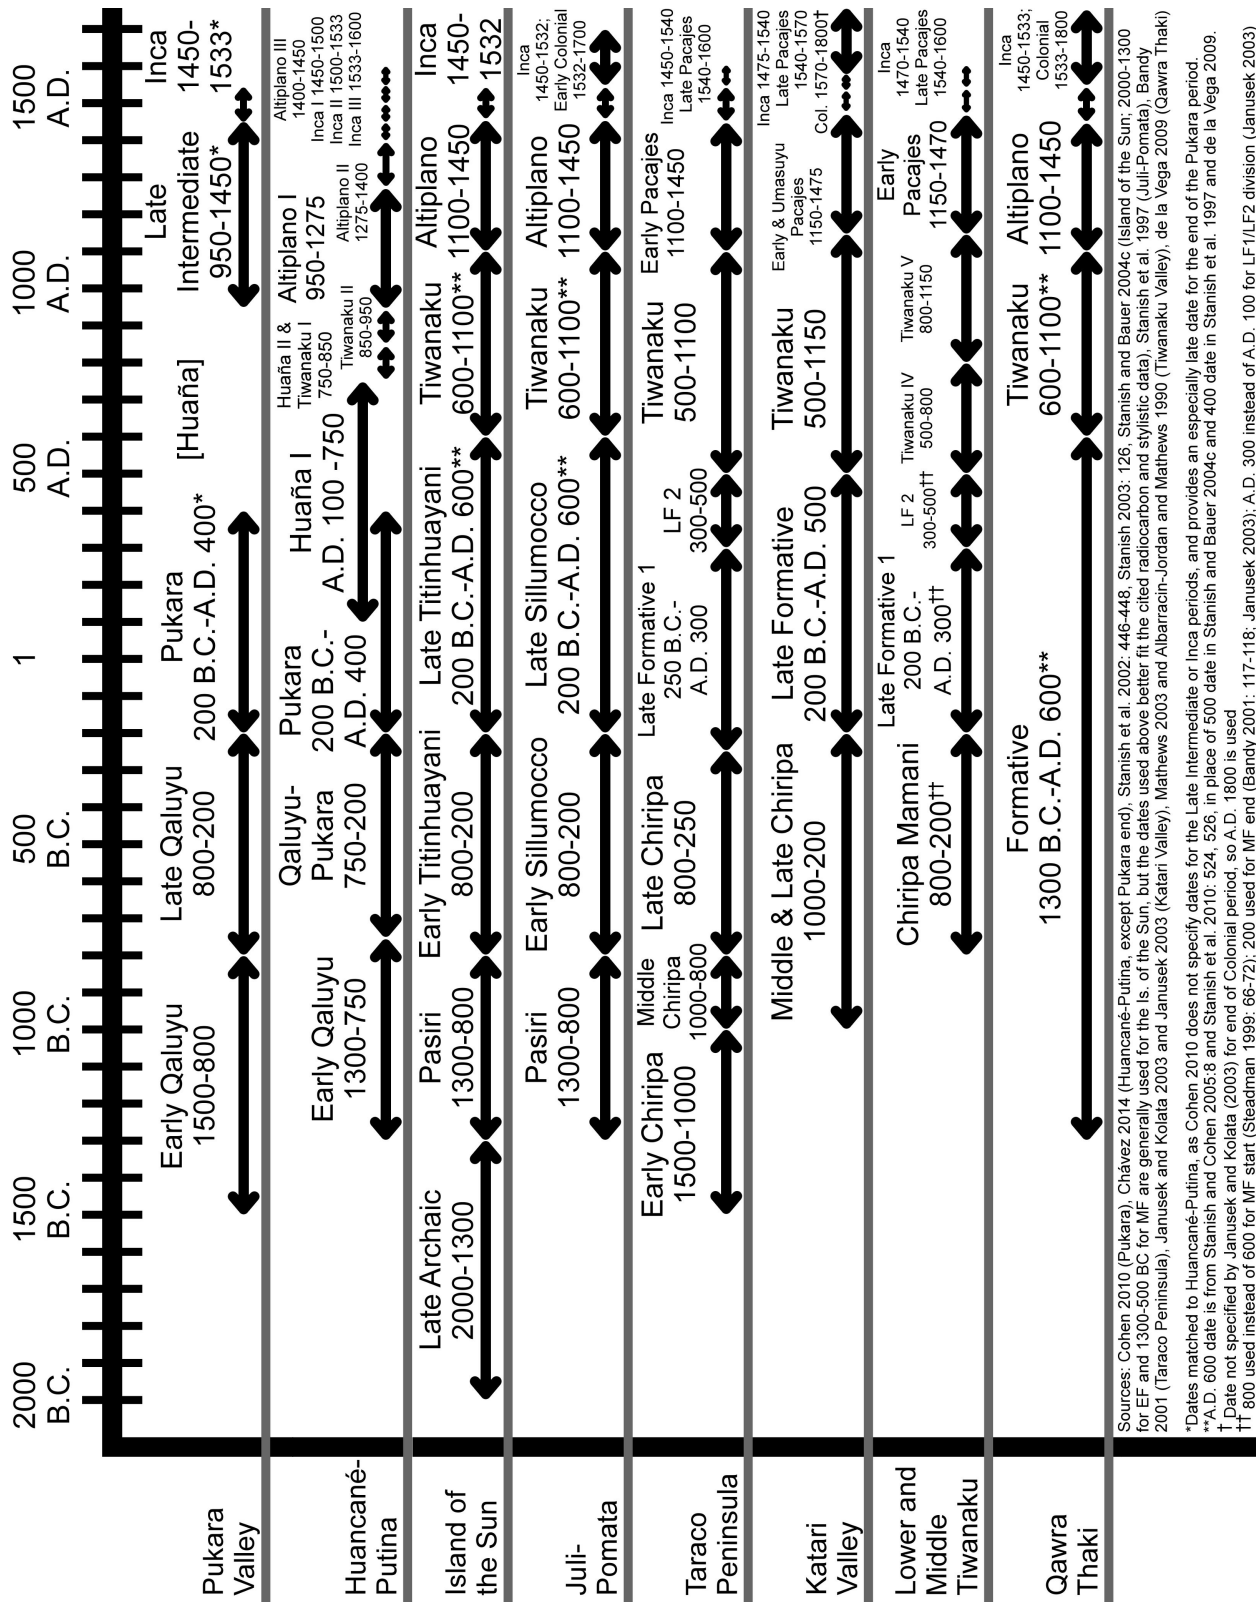 2000
B.C.
1500
B.C.
1000
B.C.
500
B.C.
1
500
A.D.
1000
A.D.
1500
A.D.
Pukara
Valley
Early Qaluyu
1500-800
Late Qaluyu
800-200
Pukara
200 B.C.-A.D. 400*
[Huaña]
Late
Intermediate
950-1450*
Inca
1450-
1533*
Huancané-
Putina
Early Qaluyu
1300-750
Qaluyu-
Pukara
750-200
Pukara
200 B.C.-
A.D. 400
Huaña I
A.D. 100 -750
Huaña II &
Tiwanaku I
750-850
Tiwanaku II
850-950
Altiplano I
950-1275
Altiplano II
1275-1400
Altiplano III
1400-1450
Inca I 1450-1500
Inca II 1500-1533
Inca III 1533-1600
Island of
the Sun
Late Archaic
2000-1300
Pasiri
1300-800
Early Titinhuayani
800-200
Late Titinhuayani
200 B.C.-A.D. 600**
Tiwanaku
600-1100**
Altiplano
1100-1450
Inca
1450-
1532
Juli-
Pomata
Pasiri
1300-800
Early Sillumocco
800-200
Late Sillumocco
200 B.C.-A.D. 600**
Tiwanaku
600-1100**
Altiplano
1100-1450
Inca
1450-1532;
Early Colonial
1532-1700
Taraco
Peninsula
Early Chiripa
1500-1000
Middle
Chiripa
1000-800
Late Chiripa
800-250
Late Formative 1
250 B.C.-
A.D. 300
LF 2
300-500
Tiwanaku
500-1100
Early Pacajes
1100-1450
Inca 1450-1540
Late Pacajes
1540-1600
Katari
Valley
Middle & Late Chiripa
1000-200
Late Formative
200 B.C.-A.D. 500
Tiwanaku
500-1150
Early & Umasuyu
Pacajes
1150-1475
Inca 1475-1540
Late Pacajes
1540-1570
Col. 1570-1800†
Lower and
Middle
Tiwanaku
Chiripa Mamani
800-200††
Late Formative 1
200 B.C.-
A.D. 300††
LF 2
300-500††
Tiwanaku IV
500-800
Tiwanaku V
800-1150
Early
Pacajes
1150-1470
Inca
1470-1540
Late Pacajes
1540-1600
Qawra
Thaki
Formative
1300 B.C.-A.D. 600**
Tiwanaku
600-1100**
Altiplano
1100-1450
Inca
1450-1533;
Colonial
1533-1800
Sources: Cohen 2010 (Pukara), Chávez 2014 (Huancané-Putina, except Pukara end), Stanish et al. 2002: 446-448, Stanish 2003: 126, Stanish and Bauer 2004c (Island of the Sun; 2000-1300
for EF and 1300-500 BC for MF are generally used for the Is. of the Sun, but the dates used above better fit the cited radiocarbon and stylistic data), Stanish et al. 1997 (Juli-Pomata), Bandy
2001 (Taraco Peninsula), Janusek and Kolata 2003 and Janusek 2003 (Katari Valley), Mathews 2003 and Albarracin-Jordan and Mathews 1990 (Tiwanaku Valley), de la Vega 2009 (Qawra Thaki)
*Dates matched to Huancané-Putina, as Cohen 2010 does not specify dates for the Late Intermediate or Inca periods, and provides an especially late date for the end of the Pukara period.
**A.D. 600 date is from Stanish and Cohen 2005:8 and Stanish et al. 2010: 524, 526, in place of 500 date in Stanish and Bauer 2004c and 400 date in Stanish et al. 1997 and de la Vega 2009.
† Date not specified by Janusek and Kolata (2003) for end of Colonial period, so A.D. 1800 is used
†† 800 used instead of 600 for MF start (Steadman 1999: 66-72); 200 used for MF end (Bandy 2001: 117-118; Janusek 2003); A.D. 300 instead of A.D. 100 for LF1/LF2 division (Janusek 2003)